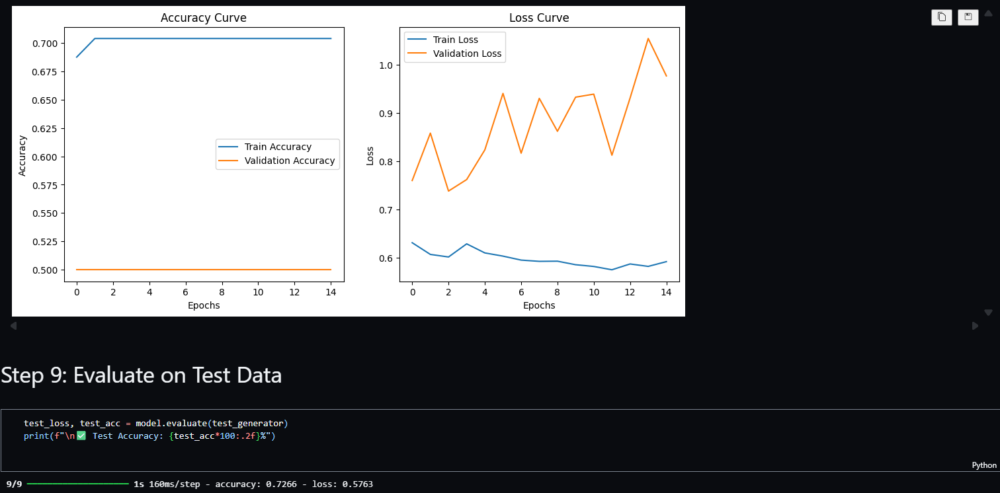 Accuracy Curve
0.700
0.675
0.650
0.625
0.600
0.575
0.550
0.525
0.500
Accuracy
Train Accuracy
Validation Accuracy
0 2 4 6 8 10 12 14
Epochs
Loss Curve
Train Loss
Validation Loss
1.0
0.9
0.8
0.7
0.6
Loss
0 2 4 6 8 10 12 14
Epochs
Step 9: Evaluate on Test Data
test_loss, test_acc = model.evaluate(test_generator)
print(f"\n✅ Test Accuracy: {test_acc*100:.2f}%")
Python
9/9 ━━━━━━━━━━━━━━━━━━━━ 1s 160ms/step - accuracy: 0.7266 - loss: 0.5763